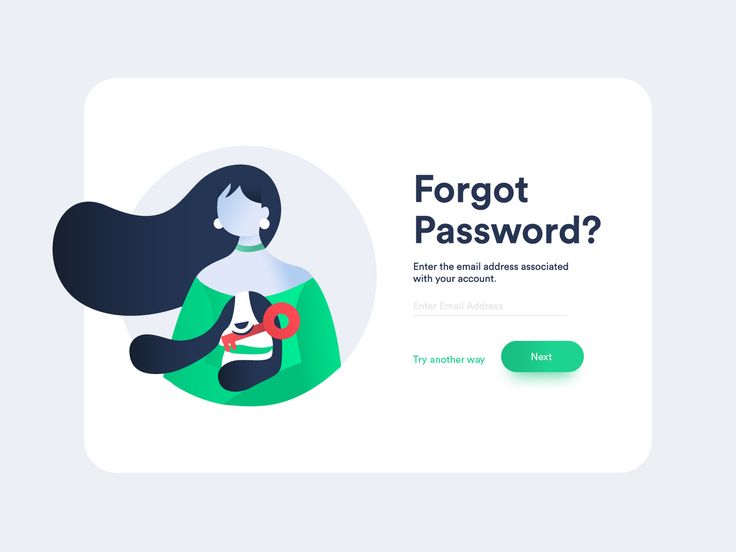 Forgot
Password?
Enter the email address associated
with your account.
Enter Email Address
Try another way
Next